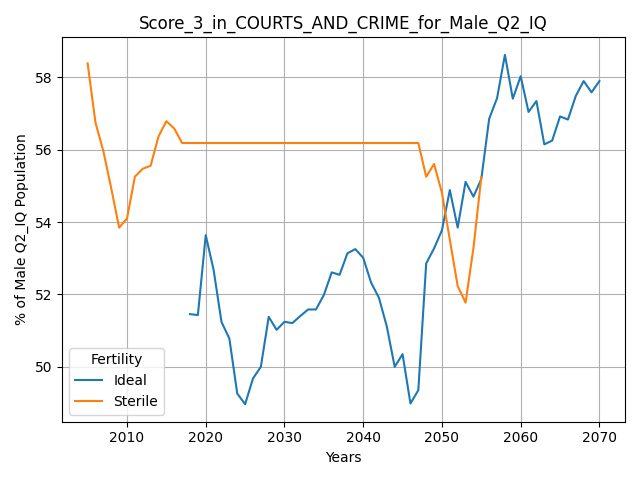 Score_3_in_COURTS_AND_CRIME_for_Male_Q2_IQ
% of Male Q2_IQ Population
58
56
54
52
50
Fertility
Ideal
Sterile
2010 2020 2030 2040 2050 2060 2070
Years